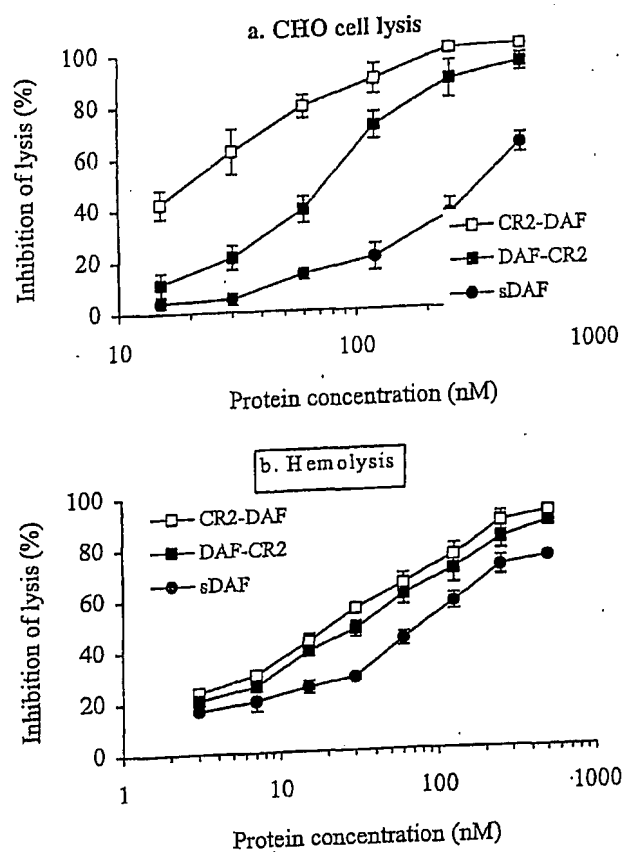 a. CHO cell lysis
Inhibition of lysis (%)
100
80
60
40
20
0
CR2-DAF
DAF-CR2
sDAF
10
100
1000
Protein concentration (nM)
b. Hemolysis
Inhibition of lysis (%)
100
80
60
40
20
0
CR2-DAF
DAF-CR2
sDAF
1
10
100
1000
Protein concentration (nM)